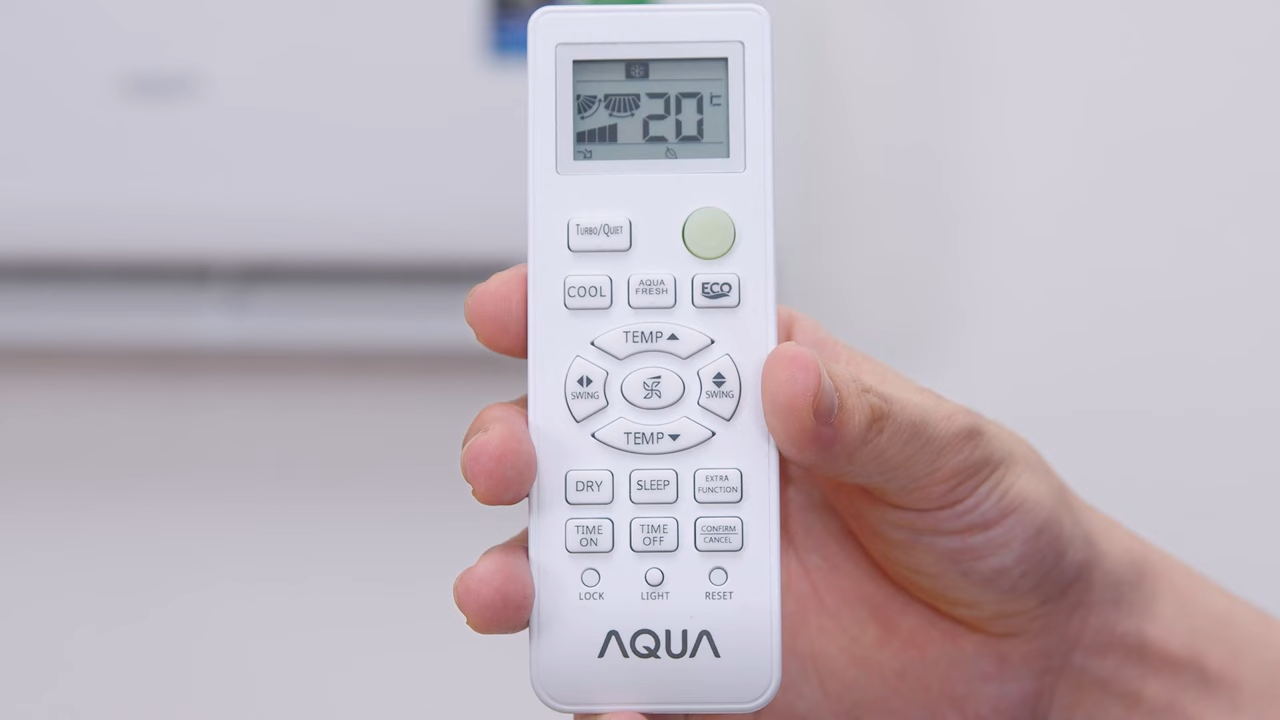 20 ℃
TURBO/QUIET
COOL
AQUA
FRESH
ECO
TEMP
SWING
SWING
TEMP
DRY
SLEEP
EXTRA
FUNCTION
TIME
ON
TIME
OFF
CONFIRM
CANCEL
LOCK
LIGHT
RESET
AQUA